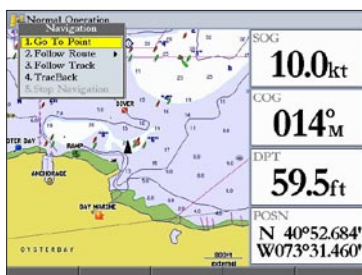 Normal Operation
Navigation
1. Go To Point
2. Follow Route
3. Follow Track
4. TracBack
5. Stop Navigation
DIVER
RAMP
ANCHORAGE
BAY MARINE
OYSTERBAY
800ft
SOG
10.0kt
COG
014°M
DPT
59.5ft
POSN
N 40°52.684'
W073°31.460'